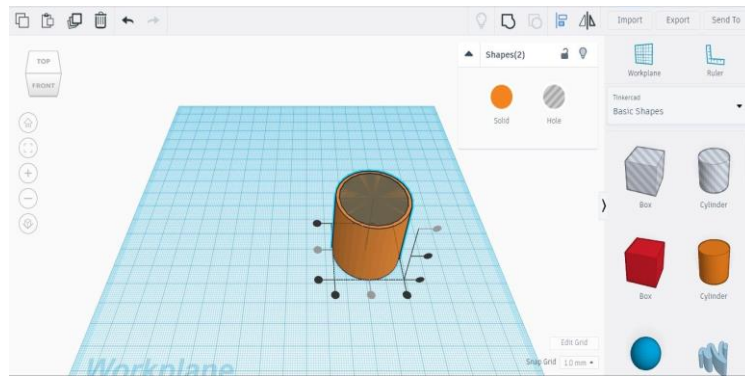 Import Export Send To
TOP
FRONT
Shapes(2)
Solid Hole
Workplane Ruler
Tinkercad
Basic Shapes
Box Cylinder
Box Cylinder
Edit Grid
Snap Grid 1.0 mm
Workplane